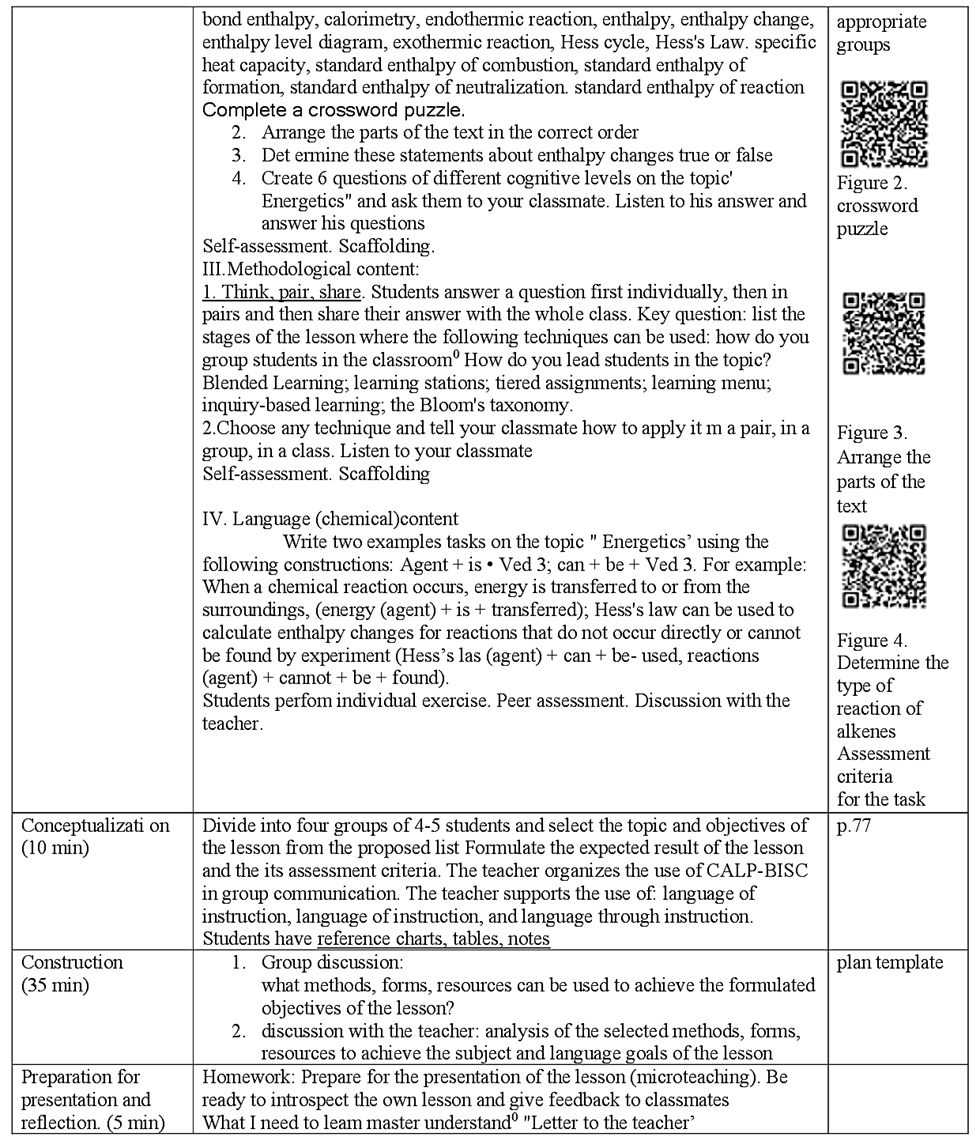 bond enthalpy, calorimetry, endothermic reaction, enthalpy, enthalpy change,
enthalpy level diagram, exothermic reaction, Hess cycle, Hess's Law. specific
heat capacity, standard enthalpy of combustion, standard enthalpy of
formation, standard enthalpy of neutralization. standard enthalpy of reaction
Complete a crossword puzzle.
2. Arrange the parts of the text in the correct order
3. Det ermine these statements about enthalpy changes true or false
4. Create 6 questions of different cognitive levels on the topic'
Energetics" and ask them to your classmate. Listen to his answer and
answer his questions
Self-assessment. Scaffolding.
III.Methodological content:
1. Think, pair, share. Students answer a question first individually, then in
pairs and then share their answer with the whole class. Key question: list the
stages of the lesson where the following techniques can be used: how do you
group students in the classroom⁰ How do you lead students in the topic?
Blended Learning; learning stations; tiered assignments; learning menu;
inquiry-based learning; the Bloom's taxonomy.
2.Choose any technique and tell your classmate how to apply it m a pair, in a
group, in a class. Listen to your classmate
Self-assessment. Scaffolding
IV. Language (chemical)content
Write two examples tasks on the topic " Energetics’ using the
following constructions: Agent + is • Ved 3; can + be + Ved 3. For example:
When a chemical reaction occurs, energy is transferred to or from the
surroundings, (energy (agent) + is + transferred); Hess's law can be used to
calculate enthalpy changes for reactions that do not occur directly or cannot
be found by experiment (Hess’s las (agent) + can + be- used, reactions
(agent) + cannot + be + found).
Students perfom individual exercise. Peer assessment. Discussion with the
teacher.
appropriate
groups
Figure 2.
crossword
puzzle
Figure 3.
Arrange the
parts of the
text
Figure 4.
Determine the
type of
reaction of
alkenes
Assessment
criteria
for the task
Conceptualizati on
(10 min)
Divide into four groups of 4-5 students and select the topic and objectives of
the lesson from the proposed list Formulate the expected result of the lesson
and the its assessment criteria. The teacher organizes the use of CALP-BISC
in group communication. The teacher supports the use of: language of
instruction, language of instruction, and language through instruction.
Students have reference charts, tables, notes
p.77
Construction
(35 min)
1. Group discussion:
what methods, forms, resources can be used to achieve the formulated
objectives of the lesson?
2. discussion with the teacher: analysis of the selected methods, forms,
resources to achieve the subject and language goals of the lesson
plan template
Preparation for
presentation and
reflection. (5 min)
Homework: Prepare for the presentation of the lesson (microteaching). Be
ready to introspect the own lesson and give feedback to classmates
What I need to leam master understand⁰ "Letter to the teacher’